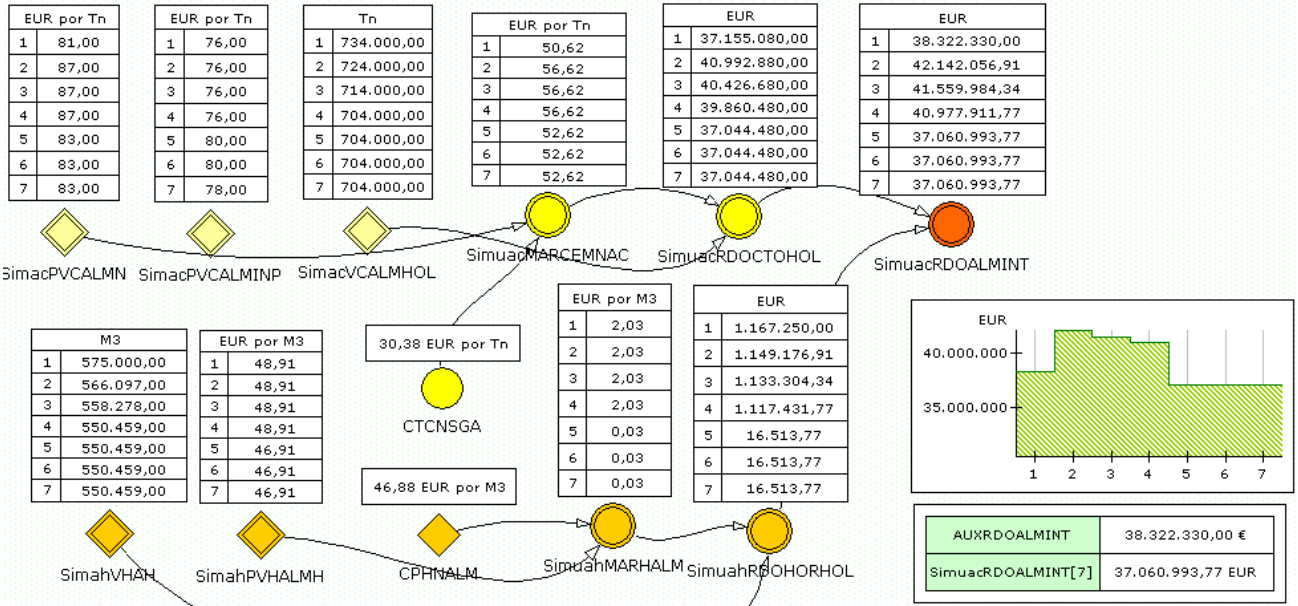 EUR por Tn
1 81,00
2 87,00
3 87,00
4 87,00
5 83,00
6 83,00
7 83,00
SimacPVCALMN
EUR por Tn
1 76,00
2 76,00
3 76,00
4 76,00
5 80,00
6 80,00
7 78,00
SimacPVCALMINP
Tn
1 734.000,00
2 724.000,00
3 714.000,00
4 704.000,00
5 704.000,00
6 704.000,00
7 704.000,00
SimacVCALMHOL
EUR por Tn
1 50,62
2 56,62
3 56,62
4 56,62
5 52,62
6 52,62
7 52,62
SimuacMARCEMNAC
EUR
1 37.155.080,00
2 40.992.880,00
3 40.426.680,00
4 39.860.480,00
5 37.044.480,00
6 37.044.480,00
7 37.044.480,00
SimuacRDOCTOHOL
EUR
1 38.322.330,00
2 42.142.056,91
3 41.559.984,34
4 40.977.911,77
5 37.060.993,77
6 37.060.993,77
7 37.060.993,77
SimuacRDOALMINT
M3
1 575.000,00
2 566.097,00
3 558.278,00
4 550.459,00
5 550.459,00
6 550.459,00
7 550.459,00
SimahVHAH
EUR por M3
1 48,91
2 48,91
3 48,91
4 48,91
5 46,91
6 46,91
7 46,91
SimahPVHALMH
30,38 EUR por Tn
CTCNSGA
46,88 EUR por M3
CPHNALM
EUR por M3
1 2,03
2 2,03
3 2,03
4 2,03
5 0,03
6 0,03
7 0,03
SimuahMARHALM
EUR
1 1.167.250,00
2 1.149.176,91
3 1.133.304,34
4 1.117.431,77
5 16.513,77
6 16.513,77
7 16.513,77
SimuahRDOHORHOL
EUR
40.000.000
35.000.000
1 2 3 4 5 6 7
AUXRDOALMINT 38.322.330,00 €
SimuacRDOALMINT[7] 37.060.993,77 EUR